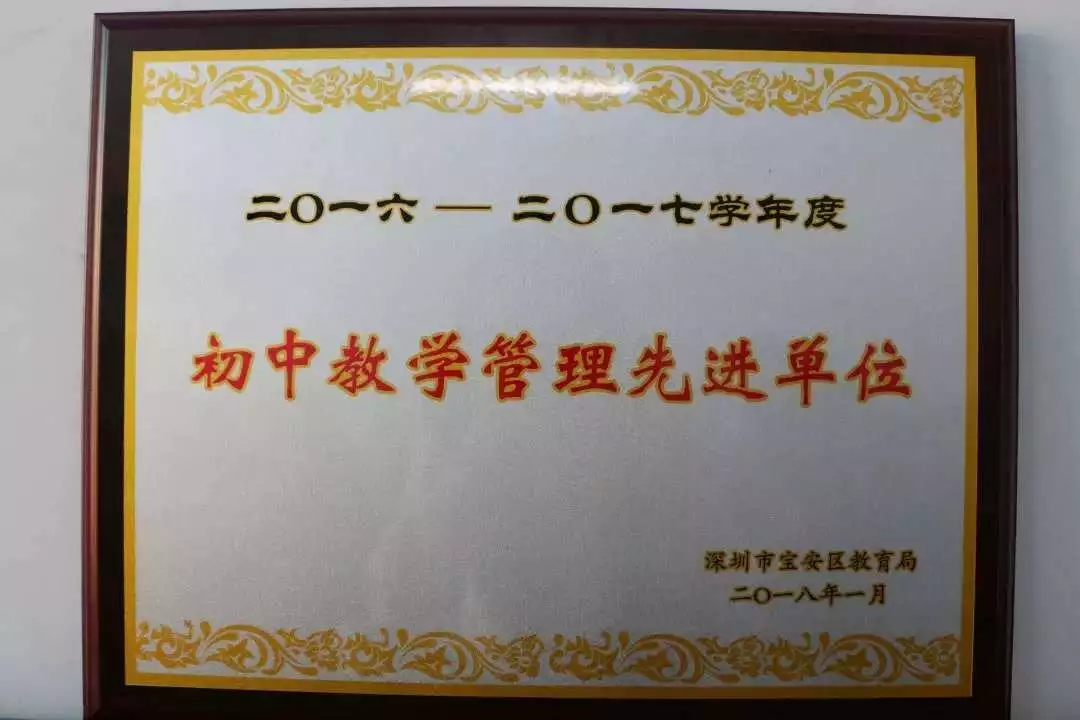 二〇一六 — 二〇一七学年度
初中教学管理先进单位
深圳市宝安区教育局
二〇一八年一月